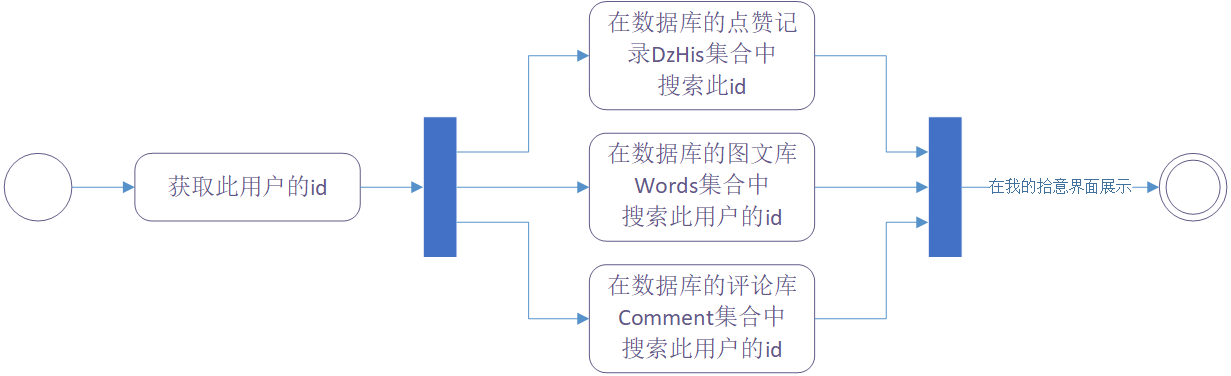 在数据库的点赞记
录DzHis集合中
搜索此id
获取此用户的id
在数据库的图文库
Words集合中
搜索此用户的id
在我的拾意界面展示
在数据库的评论库
Comment集合中
搜索此用户的id